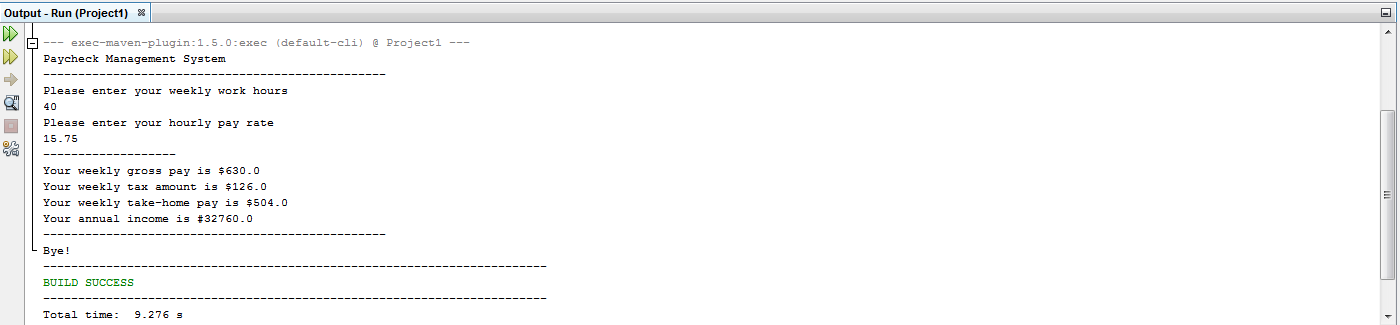 Output - Run (Project1)
--- exec-maven-plugin:1.5.0:exec (default-cli) @ Project1 ---
Paycheck Management System
-------------------------------------------------
Please enter your weekly work hours
40
Please enter your hourly pay rate
15.75
-------------------
Your weekly gross pay is $630.0
Your weekly tax amount is $126.0
Your weekly take-home pay is $504.0
Your annual income is #32760.0
-------------------------------------------------
Bye!
------------------------------------------------------------------------
BUILD SUCCESS
------------------------------------------------------------------------
Total time:  9.276 s